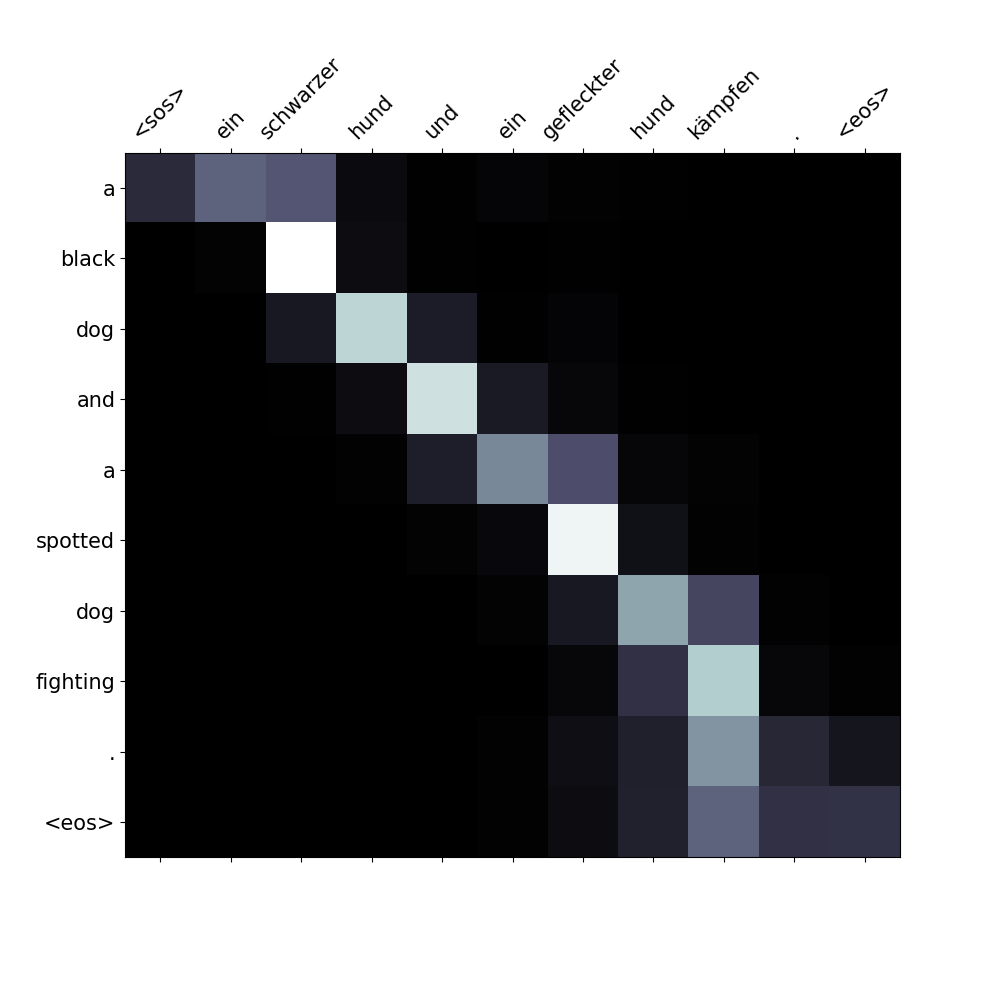 <sos> ein schwarzer hund und ein gefleckter hund kämpfen . <eos>
a
black
dog
and
a
spotted
dog
fighting
.
<eos>